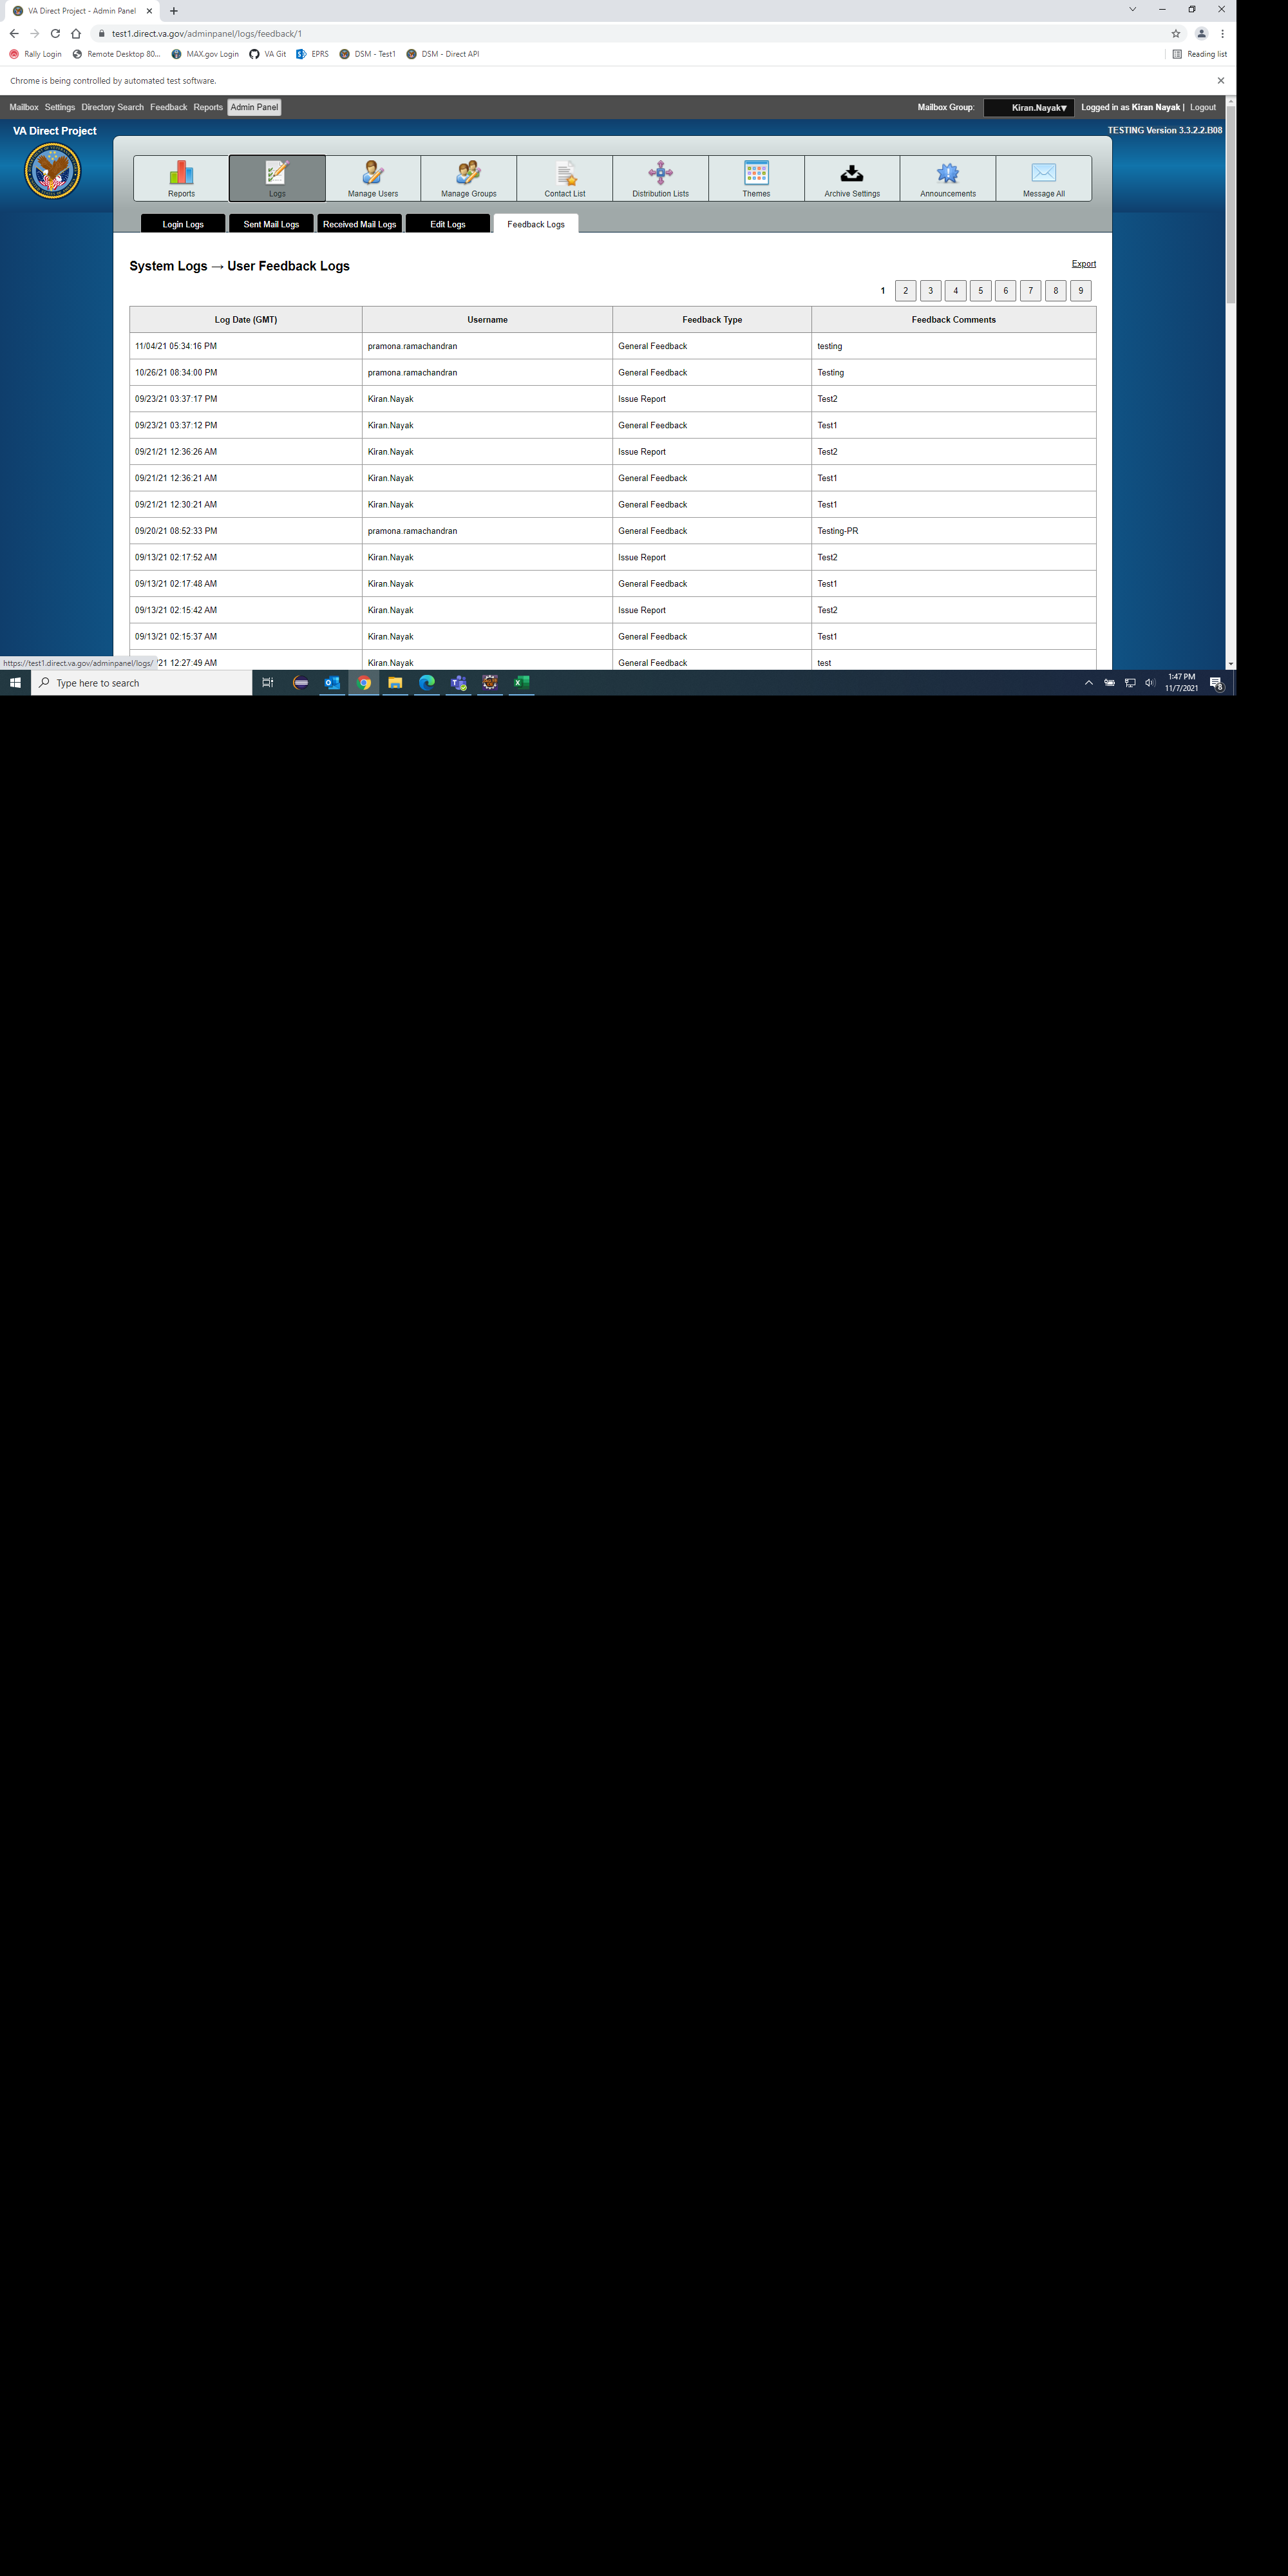 VA Direct Project - Admin Panel
test1.direct.va.gov/adminpanel/logs/feedback/1
Rally Login Remote Desktop 80... MAX.gov Login VA Git EPRS DSM - Test1 DSM - Direct API Reading list
Chrome is being controlled by automated test software.
Mailbox Settings Directory Search Feedback Reports Admin Panel Mailbox Group: Kiran.Nayak▼ Logged in as Kiran Nayak | Logout
VA Direct Project TESTING Version 3.3.2.2.B08
Reports Logs Manage Users Manage Groups Contact List Distribution Lists Themes Archive Settings Announcements Message All
Login Logs Sent Mail Logs Received Mail Logs Edit Logs Feedback Logs
System Logs → User Feedback Logs Export
1 2 3 4 5 6 7 8 9
Log Date (GMT) Username Feedback Type Feedback Comments
11/04/21 05:34:16 PM pramona.ramachandran General Feedback testing
10/26/21 08:34:00 PM pramona.ramachandran General Feedback Testing
09/23/21 03:37:17 PM Kiran.Nayak Issue Report Test2
09/23/21 03:37:12 PM Kiran.Nayak General Feedback Test1
09/21/21 12:36:26 AM Kiran.Nayak Issue Report Test2
09/21/21 12:36:21 AM Kiran.Nayak General Feedback Test1
09/21/21 12:30:21 AM Kiran.Nayak General Feedback Test1
09/20/21 08:52:33 PM pramona.ramachandran General Feedback Testing-PR
09/13/21 02:17:52 AM Kiran.Nayak Issue Report Test2
09/13/21 02:17:48 AM Kiran.Nayak General Feedback Test1
09/13/21 02:15:42 AM Kiran.Nayak Issue Report Test2
09/13/21 02:15:37 AM Kiran.Nayak General Feedback Test1
https://test1.direct.va.gov/adminpanel/logs/ /21 12:27:49 AM Kiran.Nayak General Feedback test
Type here to search 1:47 PM
11/7/2021 8